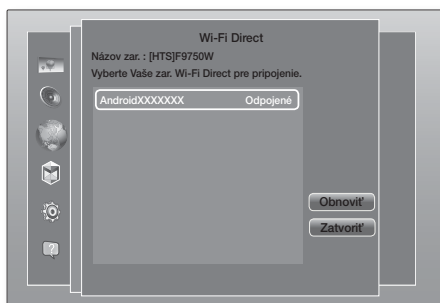 Wi-Fi Direct
Názov zar. : [HTS]F9750W
Vyberte Vaše zar. Wi-Fi Direct pre pripojenie.
AndroidXXXXXXX Odpojené
Obnoviť
Zatvoriť
?